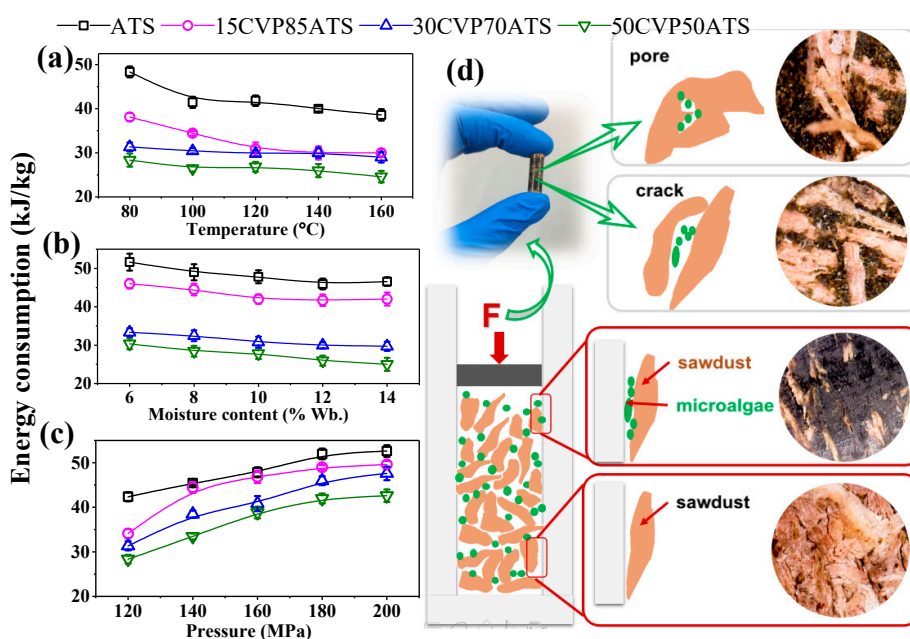 ATS 15CVP85ATS 30CVP70ATS 50CVP50ATS
Energy consumption (kJ/kg)
(a)
50
40
30
20
80 100 120 140 160
Temperature (°C)
(b)
50
40
30
20
6 8 10 12 14
Moisture content (% Wb.)
(c)
50
40
30
20
120 140 160 180 200
Pressure (MPa)
(d)
pore
crack
F
sawdust
microalgae
sawdust